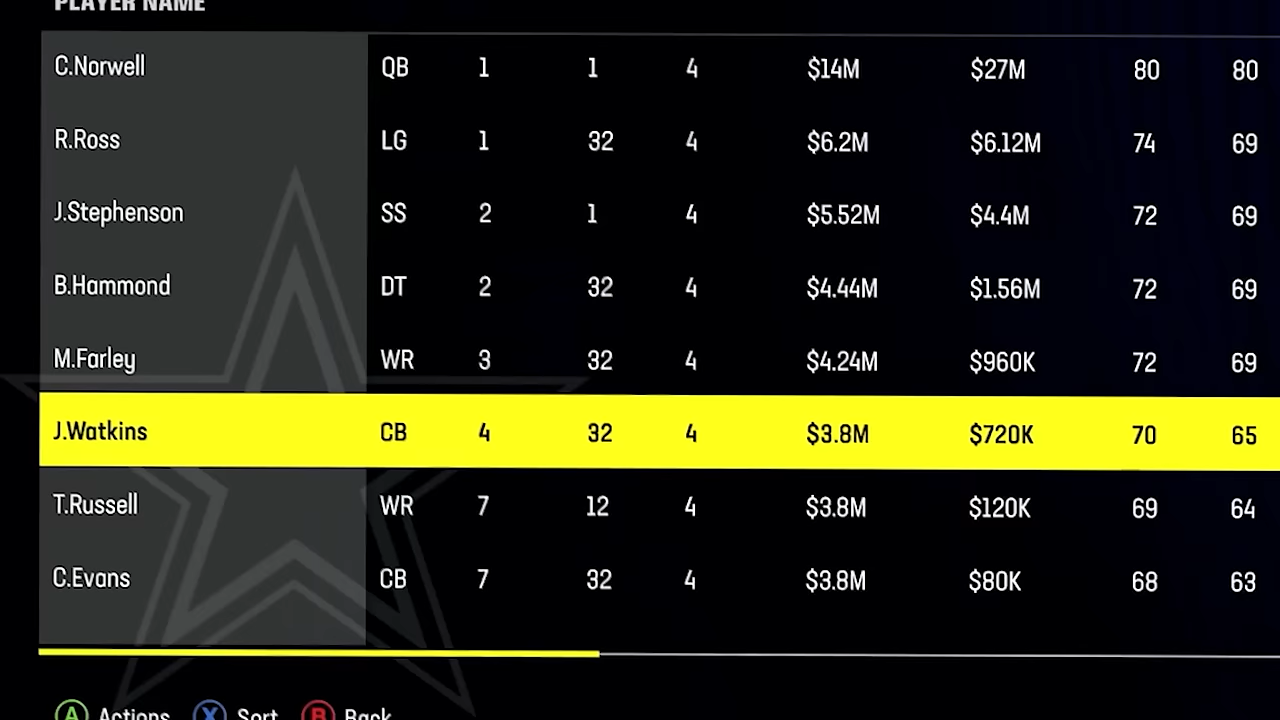 PLAYER NAME
C.Norwell QB 1 1 4 $14M $27M 80 80
R.Ross LG 1 32 4 $6.2M $6.12M 74 69
J.Stephenson SS 2 1 4 $5.52M $4.4M 72 69
B.Hammond DT 2 32 4 $4.44M $1.56M 72 69
M.Farley WR 3 32 4 $4.24M $960K 72 69
J.Watkins CB 4 32 4 $3.8M $720K 70 65
T.Russell WR 7 12 4 $3.8M $120K 69 64
C.Evans CB 7 32 4 $3.8M $80K 68 63
A Actions X Sort B Back